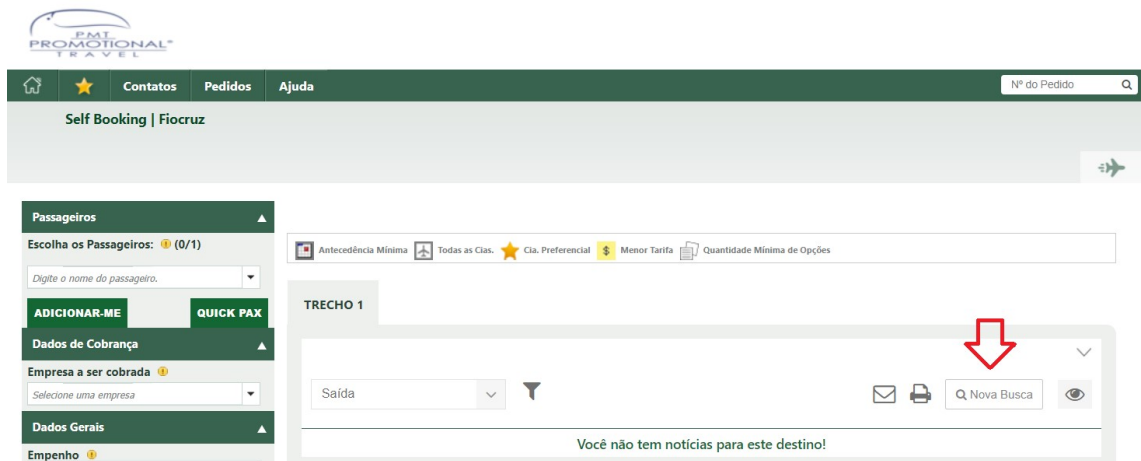 PMT
PROMOTIONAL®
TRAVEL
Contatos Pedidos Ajuda Nº do Pedido
Self Booking | Fiocruz
Passageiros
Escolha os Passageiros: (0/1)
Digite o nome do passageiro.
ADICIONAR-ME QUICK PAX
Dados de Cobrança
Empresa a ser cobrada
Selecione uma empresa
Dados Gerais
Empenho
Antecedência Mínima Todas as Cias. Cia. Preferencial $ Menor Tarifa Quantidade Mínima de Opções
TRECHO 1
Saída Nova Busca
Você não tem notícias para este destino!